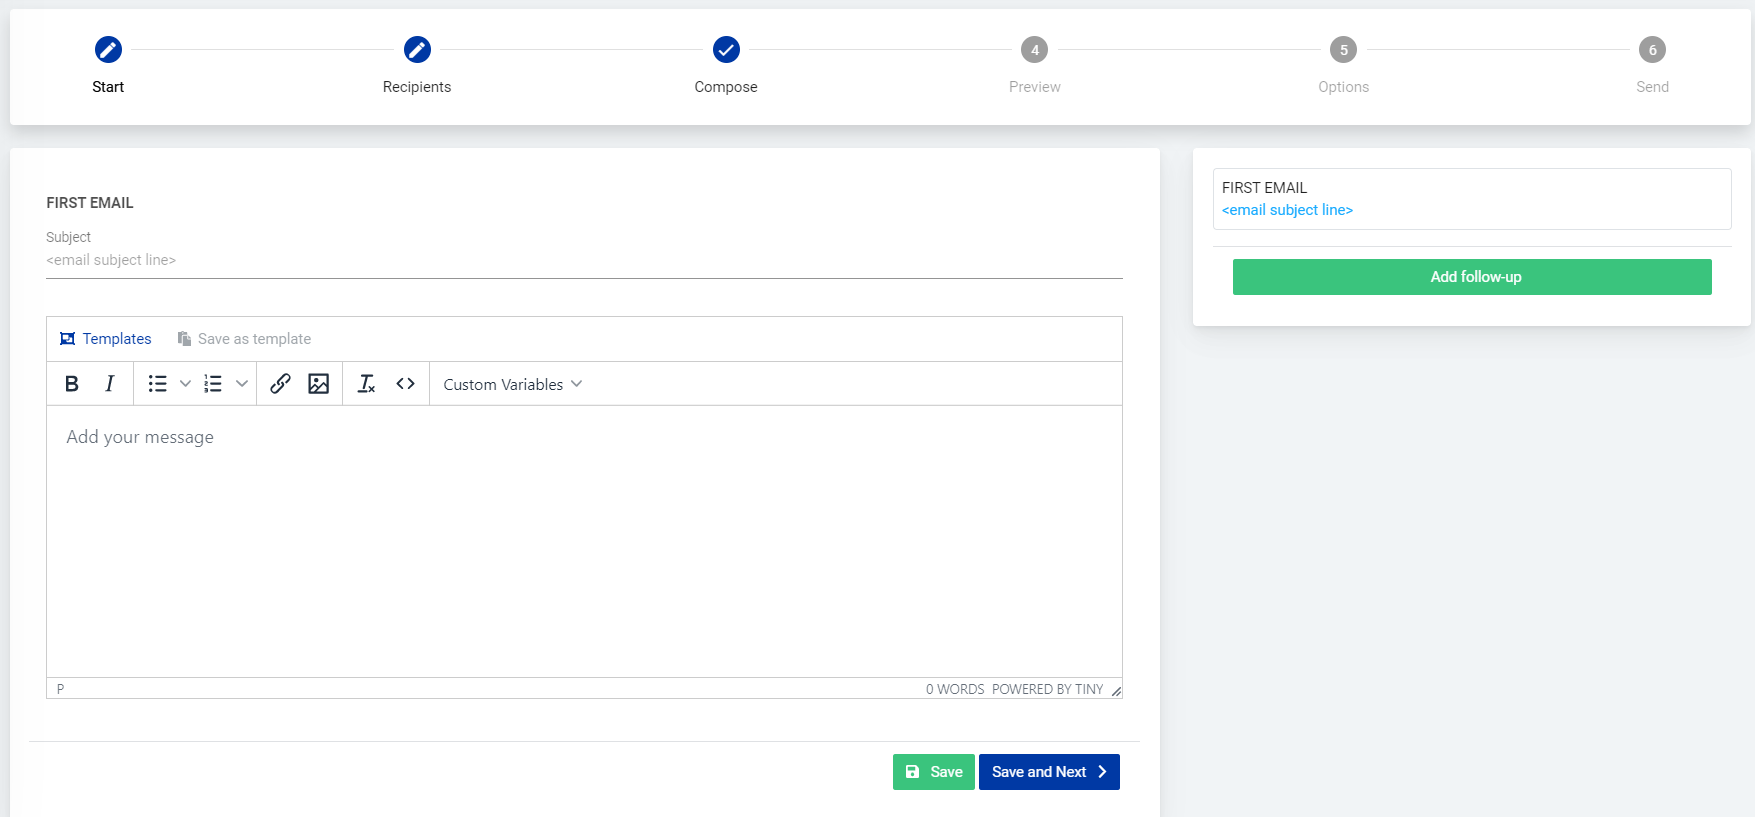 4
5
6
Start
Recipients
Compose
Preview
Options
Send
FIRST EMAIL
Subject
<email subject line>
Templates
Save as template
B I
Custom Variables
Add your message
P
0 WORDS POWERED BY TINY
Save
Save and Next
FIRST EMAIL
<email subject line>
Add follow-up